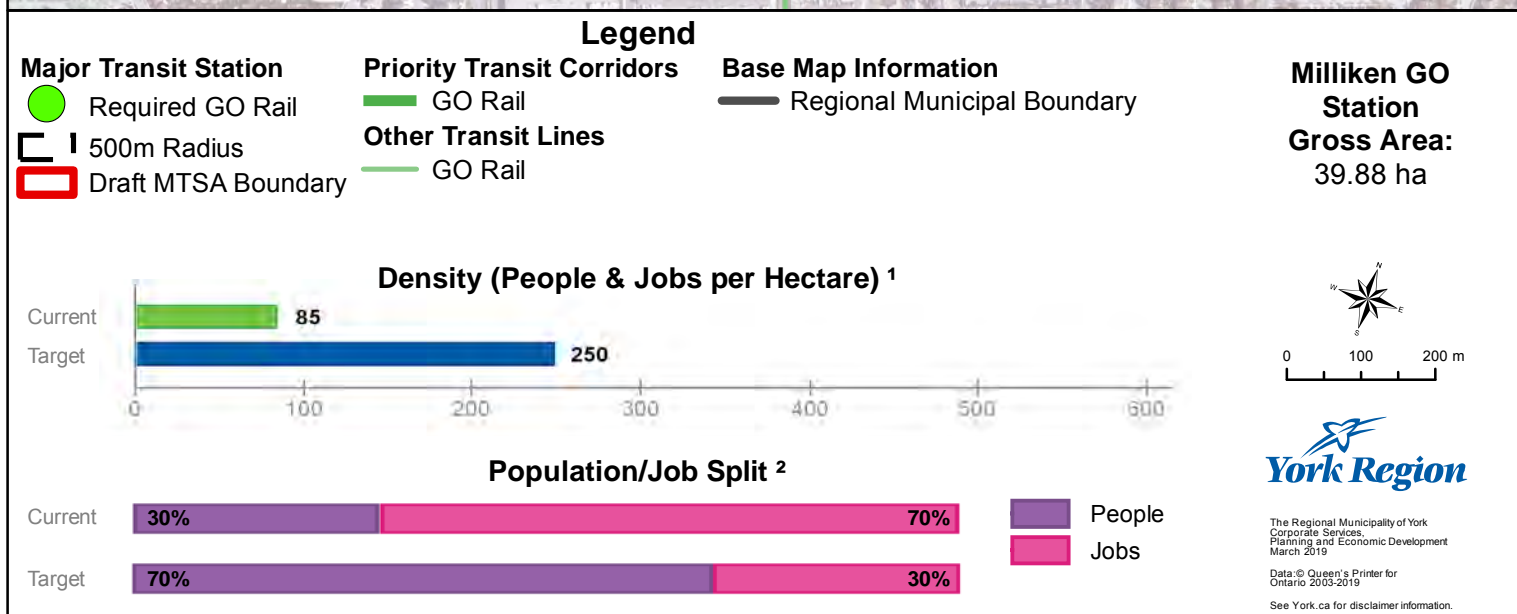 Legend
Major Transit Station
Required GO Rail
500m Radius
Draft MTSA Boundary
Priority Transit Corridors
GO Rail
Other Transit Lines
GO Rail
Base Map Information
Regional Municipal Boundary
Milliken GO
Station
Gross Area:
39.88 ha
Density (People & Jobs per Hectare) ¹
Current 85
Target 250
0 100 200 300 400 500 600
N
W E
S
0 100 200 m
Population/Job Split ²
Current 30% 70%
Target 70% 30%
People
Jobs
York Region
The Regional Municipality of York
Corporate Services,
Planning and Economic Development
March 2019
Data:© Queen's Printer for
Ontario 2003-2019
See York.ca for disclaimer information.